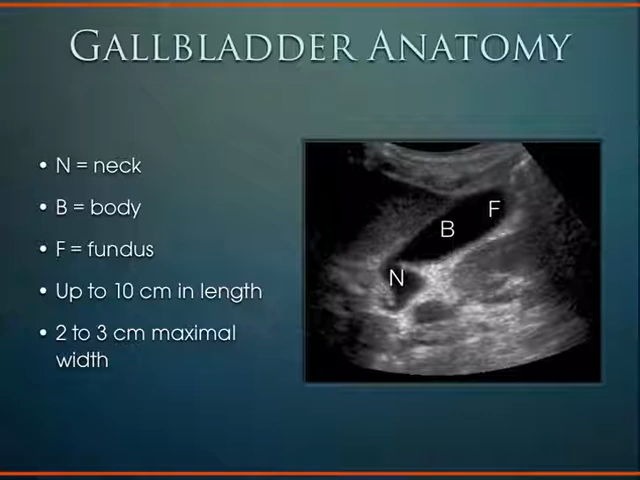 Gallbladder Anatomy
• N = neck
• B = body
• F = fundus
• Up to 10 cm in length
• 2 to 3 cm maximal
width
F
B
N